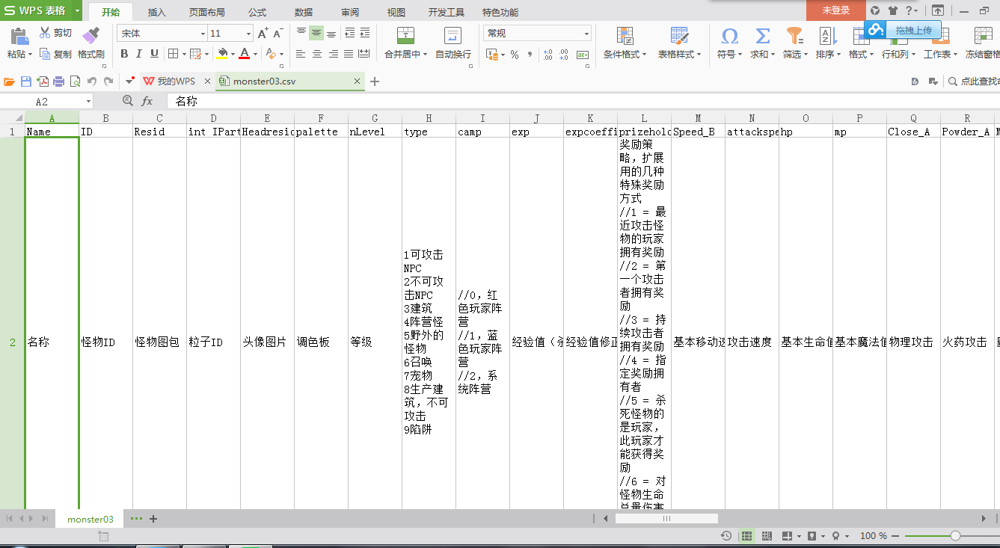 WPS 表格
开始
插入
页面布局
公式
数据
审阅
视图
开发工具
特色功能
未登录
粘贴
剪切
复制
格式刷
宋体
11
B I U
合并居中
自动换行
常规
条件格式
表格样式
符号
求和
筛选
排序
格式
行和列
工作表
冻结窗格
拖拽上传
我的WPS
monster03.csv
点此查找
A2
fx
名称
A B C D E F G H I J K L M N O P Q R
1 Name ID Resid int IPart Headresid palette nLevel type camp exp expcoeffi prizehold Speed_B attackspe hp mp Close_A Powder_A
2 名称 怪物ID 怪物图包 粒子ID 头像图片 调色板 等级
1可攻击
NPC
2不可攻
击NPC
3建筑
4阵营怪
5野外的
怪物
6召唤
7宠物
8生产建
筑，不可
攻击
9陷阱
//0，红
色玩家阵
营
//1，蓝
色玩家阵
营
//2，系
统阵营
经验值（杀
经验值修正
奖励策
略，扩展
用的几种
特殊奖励
方式
//1 = 最
近攻击怪
物的玩家
拥有奖励
//2 = 第
一个攻击
者拥有奖
励
//3 = 持
续攻击者
拥有奖励
//4 = 指
定奖励拥
有者
//5 = 杀
死怪物的
是玩家，
此玩家才
能获得奖
励
//6 = 对
怪物生命
总量伤害
基本移动速 攻击速度 基本生命值 基本魔法值 物理攻击 火药攻击
monster03
100 %